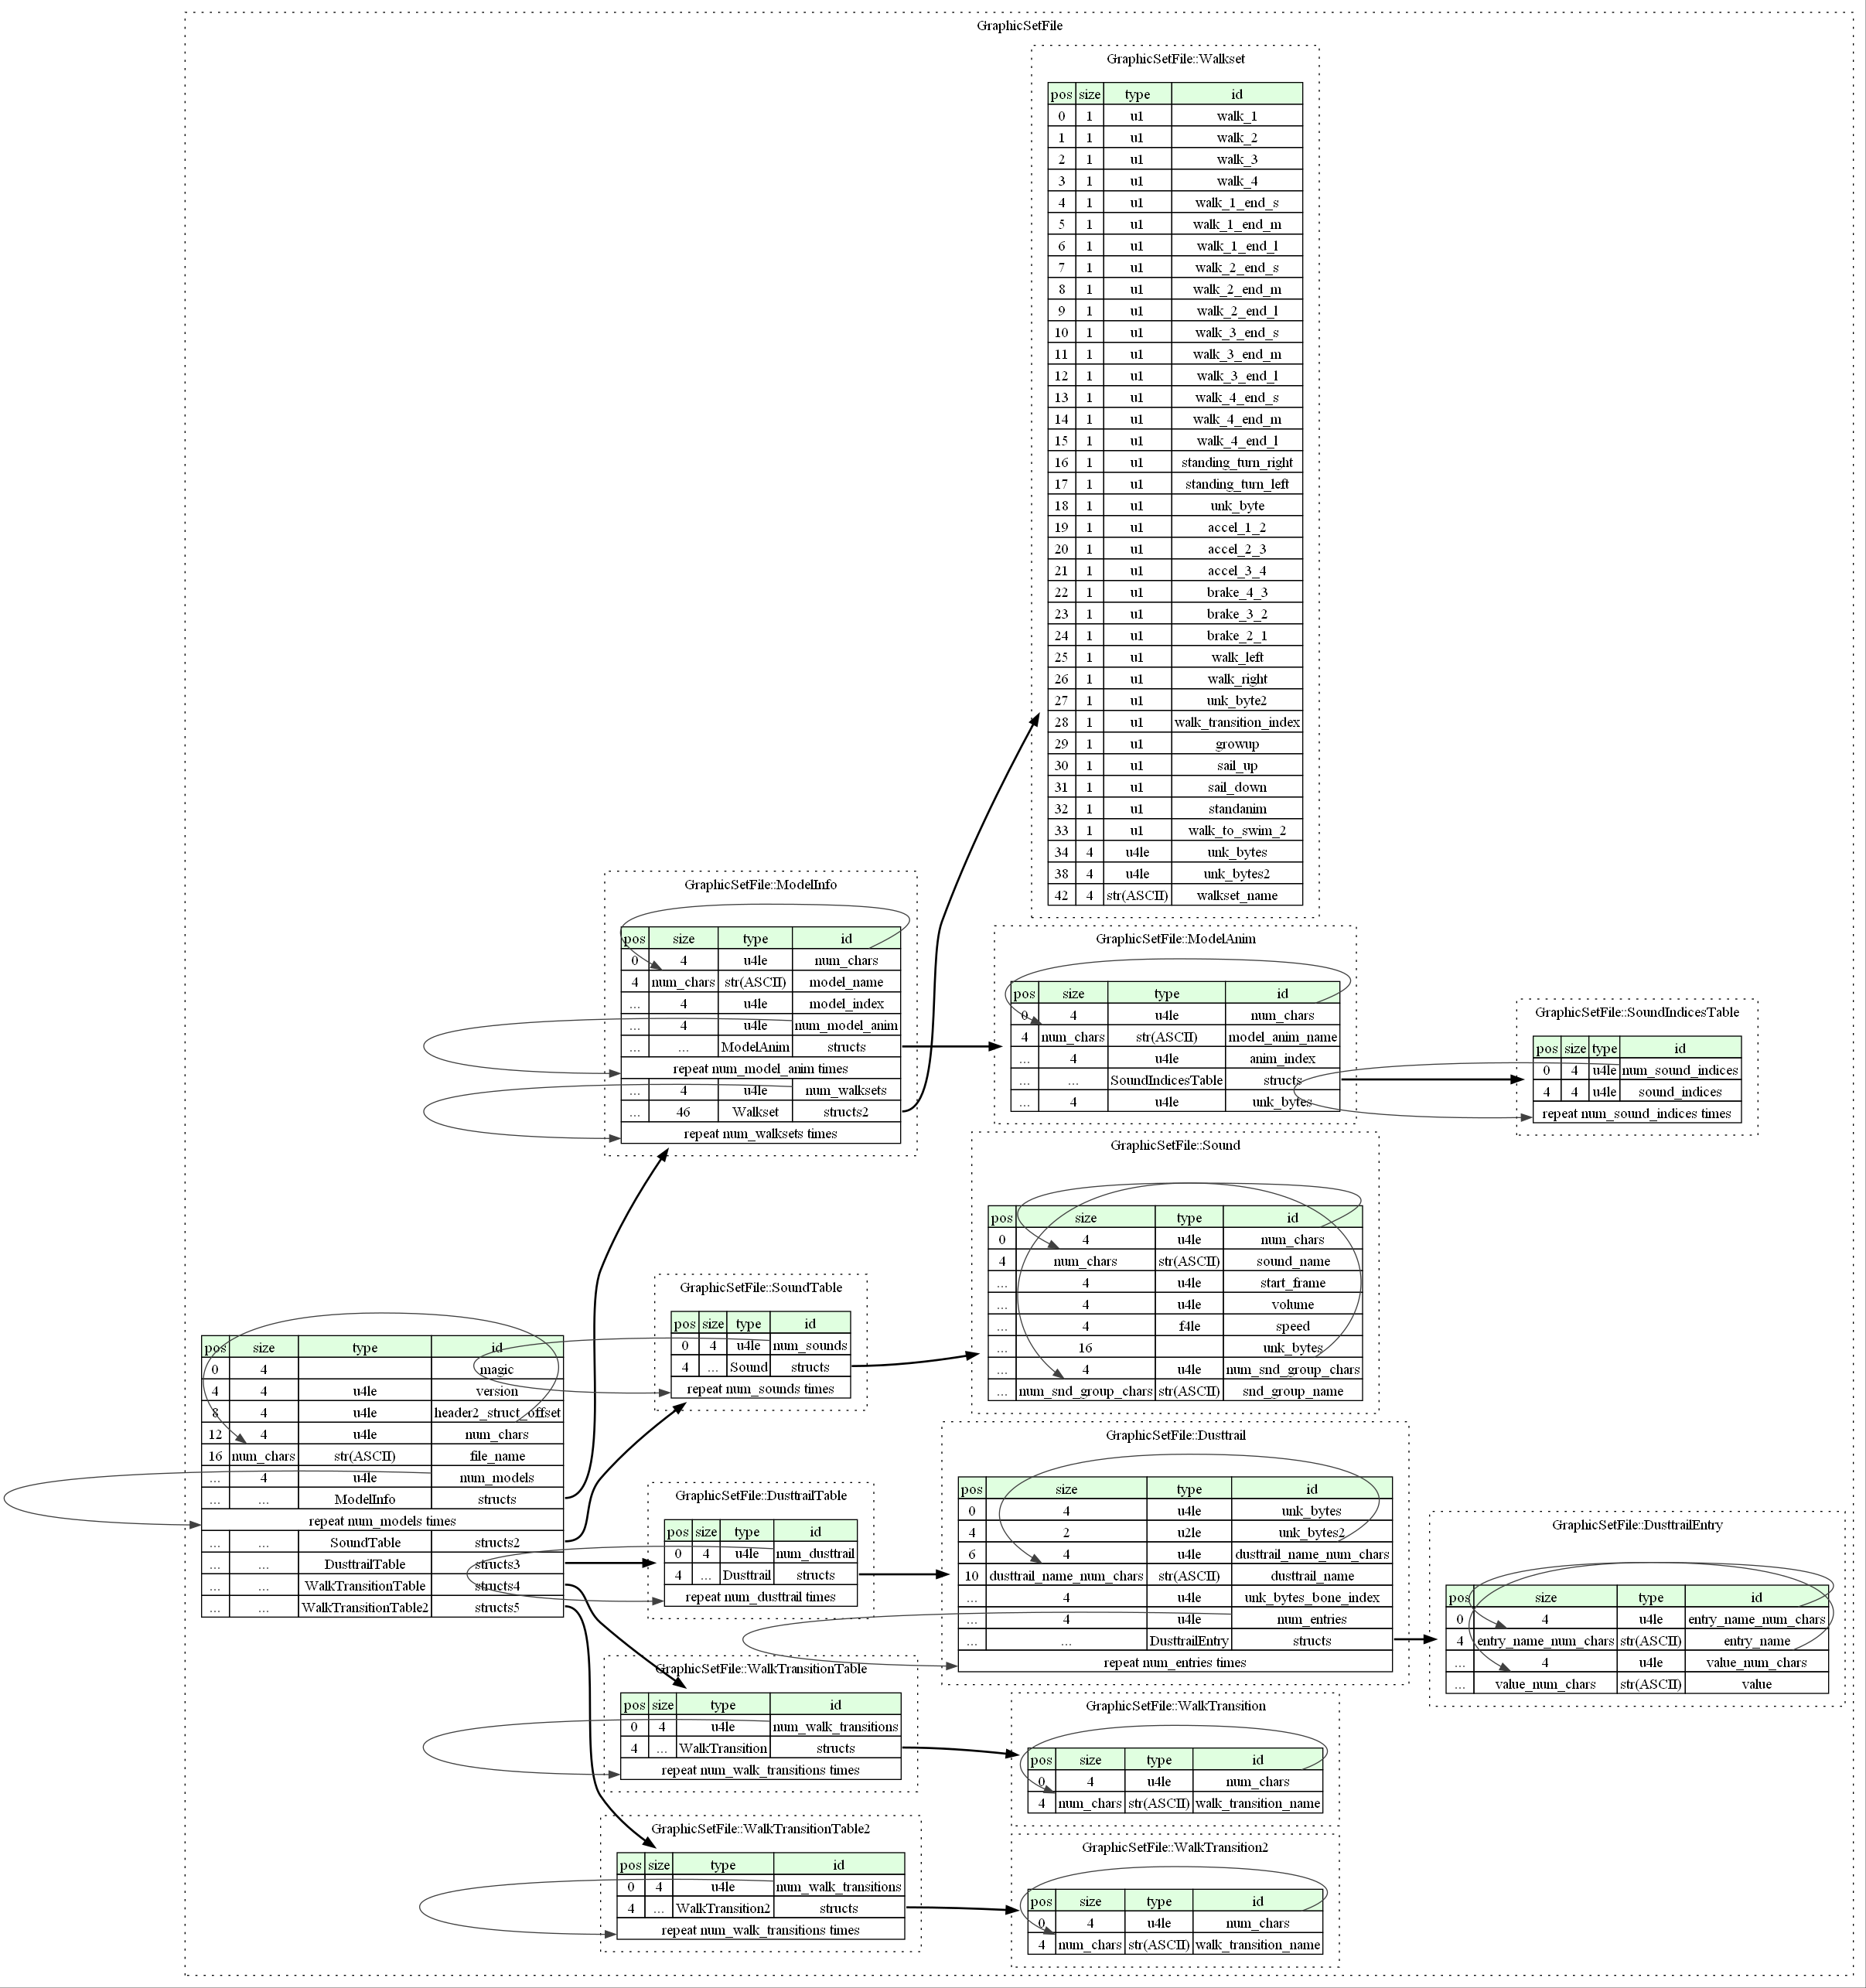 GraphicSetFile
GraphicSetFile::Walkset
pos size type id
0 1 u1 walk_1
1 1 u1 walk_2
2 1 u1 walk_3
3 1 u1 walk_4
4 1 u1 walk_1_end_s
5 1 u1 walk_1_end_m
6 1 u1 walk_1_end_l
7 1 u1 walk_2_end_s
8 1 u1 walk_2_end_m
9 1 u1 walk_2_end_l
10 1 u1 walk_3_end_s
11 1 u1 walk_3_end_m
12 1 u1 walk_3_end_l
13 1 u1 walk_4_end_s
14 1 u1 walk_4_end_m
15 1 u1 walk_4_end_l
16 1 u1 standing_turn_right
17 1 u1 standing_turn_left
18 1 u1 unk_byte
19 1 u1 accel_1_2
20 1 u1 accel_2_3
21 1 u1 accel_3_4
22 1 u1 brake_4_3
23 1 u1 brake_3_2
24 1 u1 brake_2_1
25 1 u1 walk_left
26 1 u1 walk_right
27 1 u1 unk_byte2
28 1 u1 walk_transition_index
29 1 u1 growup
30 1 u1 sail_up
31 1 u1 sail_down
32 1 u1 standanim
33 1 u1 walk_to_swim_2
34 4 u4le unk_bytes
38 4 u4le unk_bytes2
42 4 str(ASCII) walkset_name
GraphicSetFile::ModelInfo
pos size type id
0 4 u4le num_chars
4 num_chars str(ASCII) model_name
... 4 u4le model_index
... 4 u4le num_model_anim
... ... ModelAnim structs
repeat num_model_anim times
... 4 u4le num_walksets
... 46 Walkset structs2
repeat num_walksets times
GraphicSetFile::ModelAnim
pos size type id
0 4 u4le num_chars
4 num_chars str(ASCII) model_anim_name
... 4 u4le anim_index
... ... SoundIndicesTable structs
... 4 u4le unk_bytes
GraphicSetFile::SoundIndicesTable
pos size type id
0 4 u4le num_sound_indices
4 4 u4le sound_indices
repeat num_sound_indices times
GraphicSetFile::Sound
pos size type id
0 4 u4le num_chars
4 num_chars str(ASCII) sound_name
... 4 u4le start_frame
... 4 u4le volume
... 4 f4le speed
... 16 unk_bytes
... 4 u4le num_snd_group_chars
... num_snd_group_chars str(ASCII) snd_group_name
GraphicSetFile::SoundTable
pos size type id
0 4 u4le num_sounds
4 ... Sound structs
repeat num_sounds times
pos size type id
0 4 magic
4 4 u4le version
8 4 u4le header2_struct_offset
12 4 u4le num_chars
16 num_chars str(ASCII) file_name
... 4 u4le num_models
... ... ModelInfo structs
repeat num_models times
... ... SoundTable structs2
... ... DusttrailTable structs3
... ... WalkTransitionTable structs4
... ... WalkTransitionTable2 structs5
GraphicSetFile::DusttrailTable
pos size type id
0 4 u4le num_dusttrail
4 ... Dusttrail structs
repeat num_dusttrail times
GraphicSetFile::Dusttrail
pos size type id
0 4 u4le unk_bytes
4 2 u2le unk_bytes2
6 4 u4le dusttrail_name_num_chars
10 dusttrail_name_num_chars str(ASCII) dusttrail_name
... 4 u4le unk_bytes_bone_index
... 4 u4le num_entries
... ... DusttrailEntry structs
repeat num_entries times
GraphicSetFile::DusttrailEntry
pos size type id
0 4 u4le entry_name_num_chars
4 entry_name_num_chars str(ASCII) entry_name
... 4 u4le value_num_chars
... value_num_chars str(ASCII) value
GraphicSetFile::WalkTransitionTable
pos size type id
0 4 u4le num_walk_transitions
4 ... WalkTransition structs
repeat num_walk_transitions times
GraphicSetFile::WalkTransition
pos size type id
0 4 u4le num_chars
4 num_chars str(ASCII) walk_transition_name
GraphicSetFile::WalkTransitionTable2
pos size type id
0 4 u4le num_walk_transitions
4 ... WalkTransition2 structs
repeat num_walk_transitions times
GraphicSetFile::WalkTransition2
pos size type id
0 4 u4le num_chars
4 num_chars str(ASCII) walk_transition_name